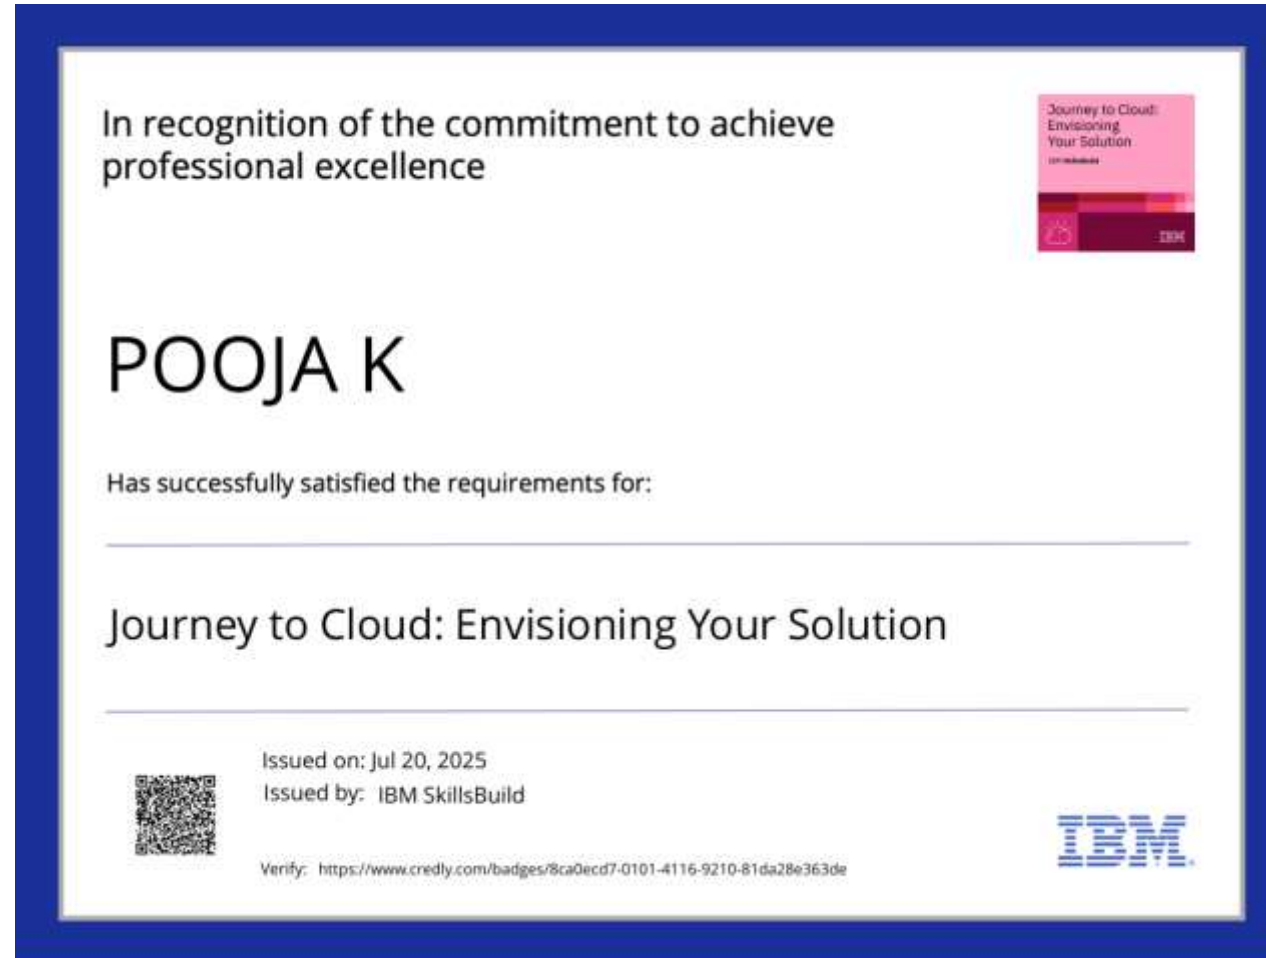 In recognition of the commitment to achieve
professional excellence
Journey to Cloud:
Envisioning
Your Solution
IBM SkillsBuild
IBM
POOJA K
Has successfully satisfied the requirements for:
Journey to Cloud: Envisioning Your Solution
Issued on: Jul 20, 2025
Issued by: IBM SkillsBuild
Verify: https://www.credly.com/badges/8ca0ecd7-0101-4116-9210-81da28e363de
IBM.